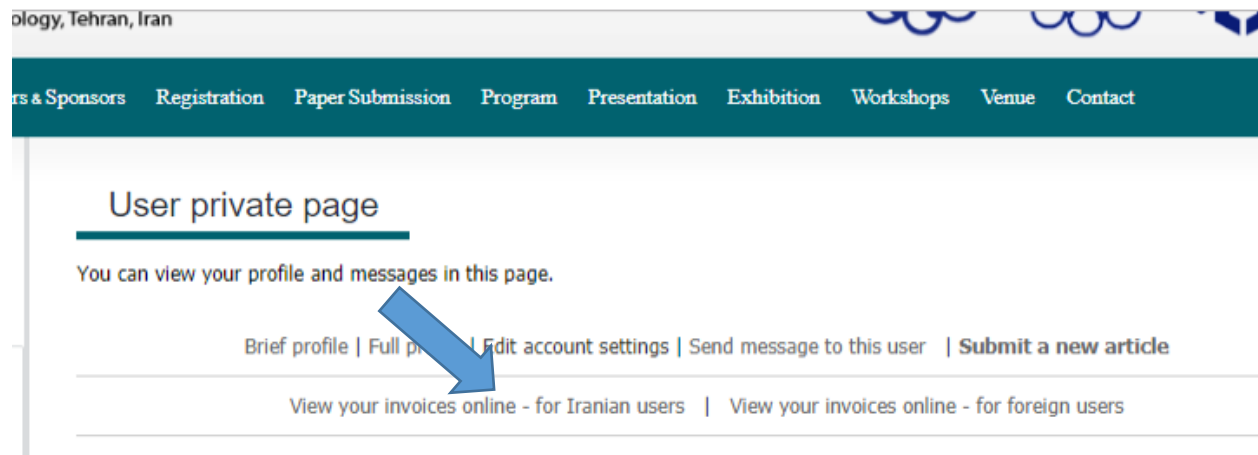 ology, Tehran, Iran
rs & Sponsors Registration Paper Submission Program Presentation Exhibition Workshops Venue Contact
User private page
You can view your profile and messages in this page.
Brief profile | Full pr | Edit account settings | Send message to this user | Submit a new article
View your invoices online - for Iranian users | View your invoices online - for foreign users